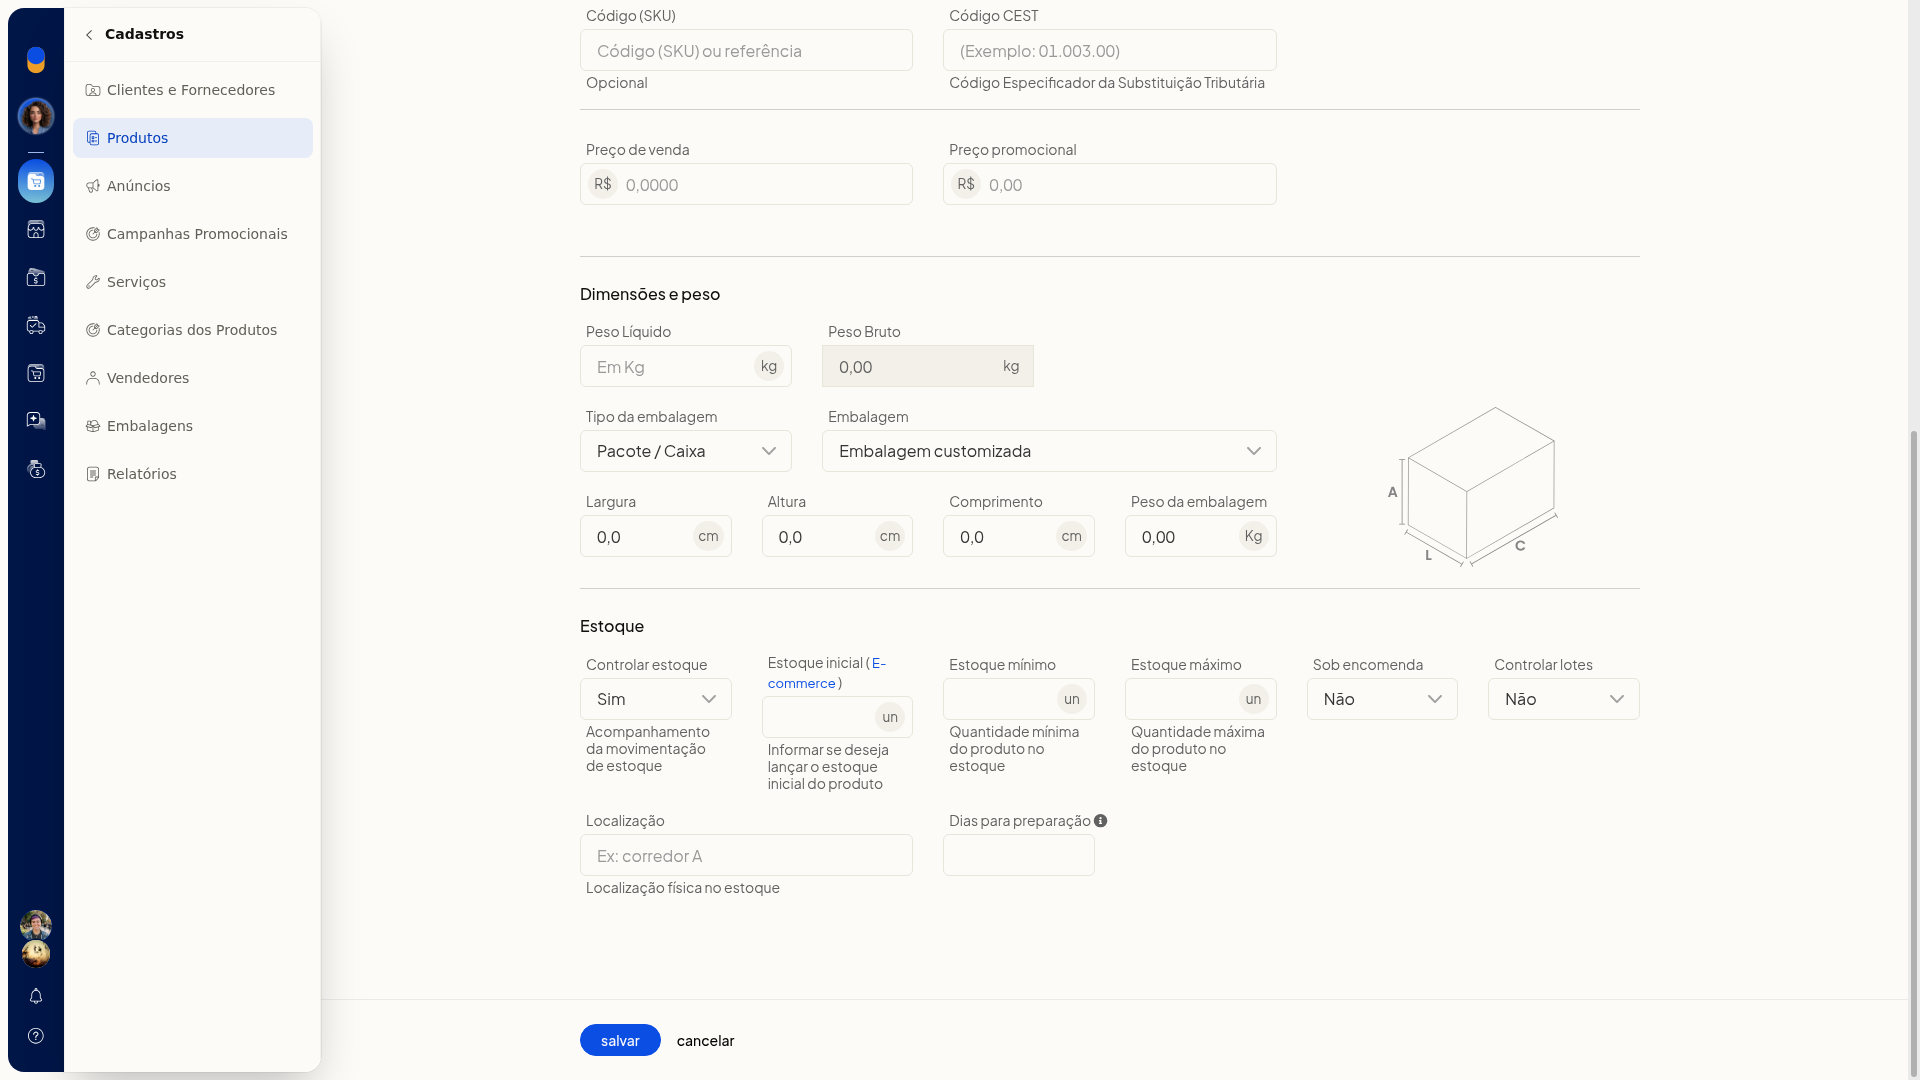 Cadastros
Clientes e Fornecedores
Produtos
Anúncios
Campanhas Promocionais
Serviços
Categorias dos Produtos
Vendedores
Embalagens
Relatórios
Código (SKU)
Código CEST
Código (SKU) ou referência
(Exemplo: 01.003.00)
Opcional
Código Especificador da Substituição Tributária
Preço de venda
Preço promocional
R$ 0,0000
R$ 0,00
Dimensões e peso
Peso Líquido
Peso Bruto
Em Kg kg
0,00 kg
Tipo da embalagem
Embalagem
Pacote / Caixa
Embalagem customizada
Largura
Altura
Comprimento
Peso da embalagem
0,0 cm
0,0 cm
0,0 cm
0,00 Kg
A
L
C
Estoque
Controlar estoque
Sim
Acompanhamento
da movimentação
de estoque
Estoque inicial ( E-
commerce )
un
Informar se deseja
lançar o estoque
inicial do produto
Estoque mínimo
un
Quantidade mínima
do produto no
estoque
Estoque máximo
un
Quantidade máxima
do produto no
estoque
Sob encomenda
Não
Controlar lotes
Não
Localização
Ex: corredor A
Localização física no estoque
Dias para preparação
salvar
cancelar